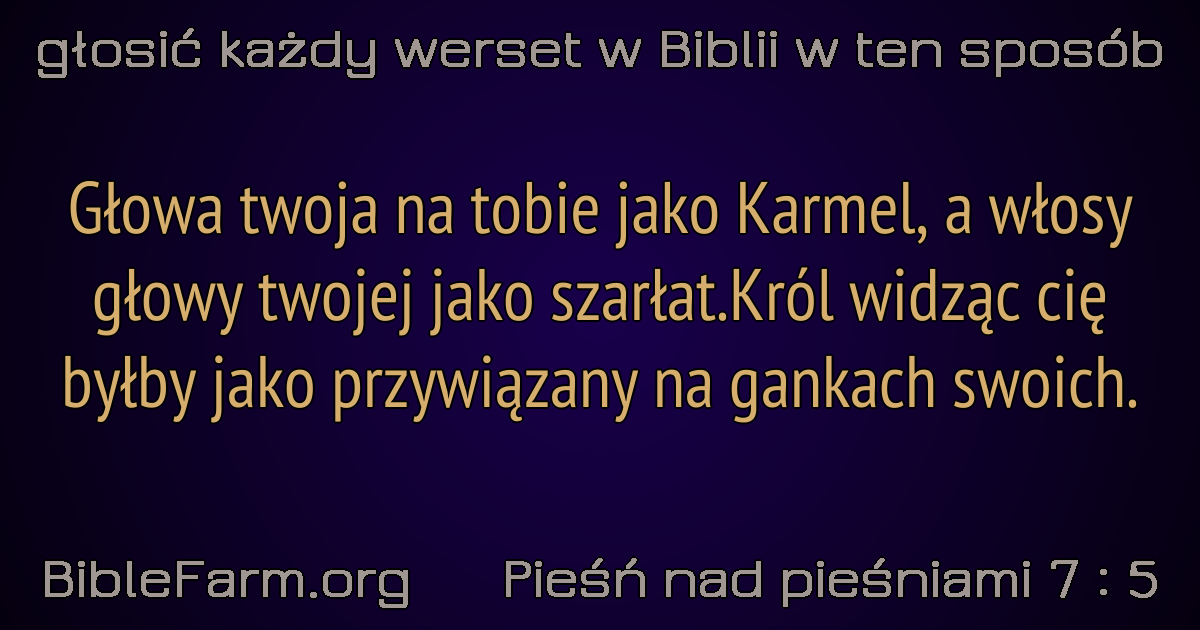 głosić każdy werset w Biblii w ten sposób
Głowa twoja na tobie jako Karmel, a włosy
głowy twojej jako szarłat.Król widząc cię
byłby jako przywiązany na gankach swoich.
BibleFarm.org Pieśń nad pieśniami 7 : 5